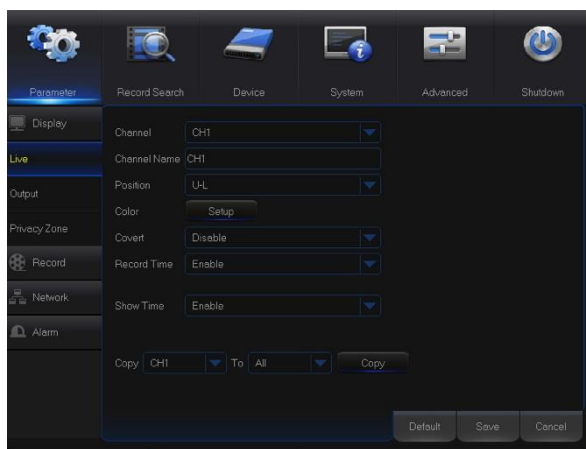 Parameter Record Search Device System Advanced Shutdown
Display
Live
Output
Privacy Zone
Record
Network
Alarm
Channel CH1
Channel Name CH1
Position U-L
Color Setup
Covert Disable
Record Time Enable
Show Time Enable
Copy CH1 To All Copy
Default Save Cancel